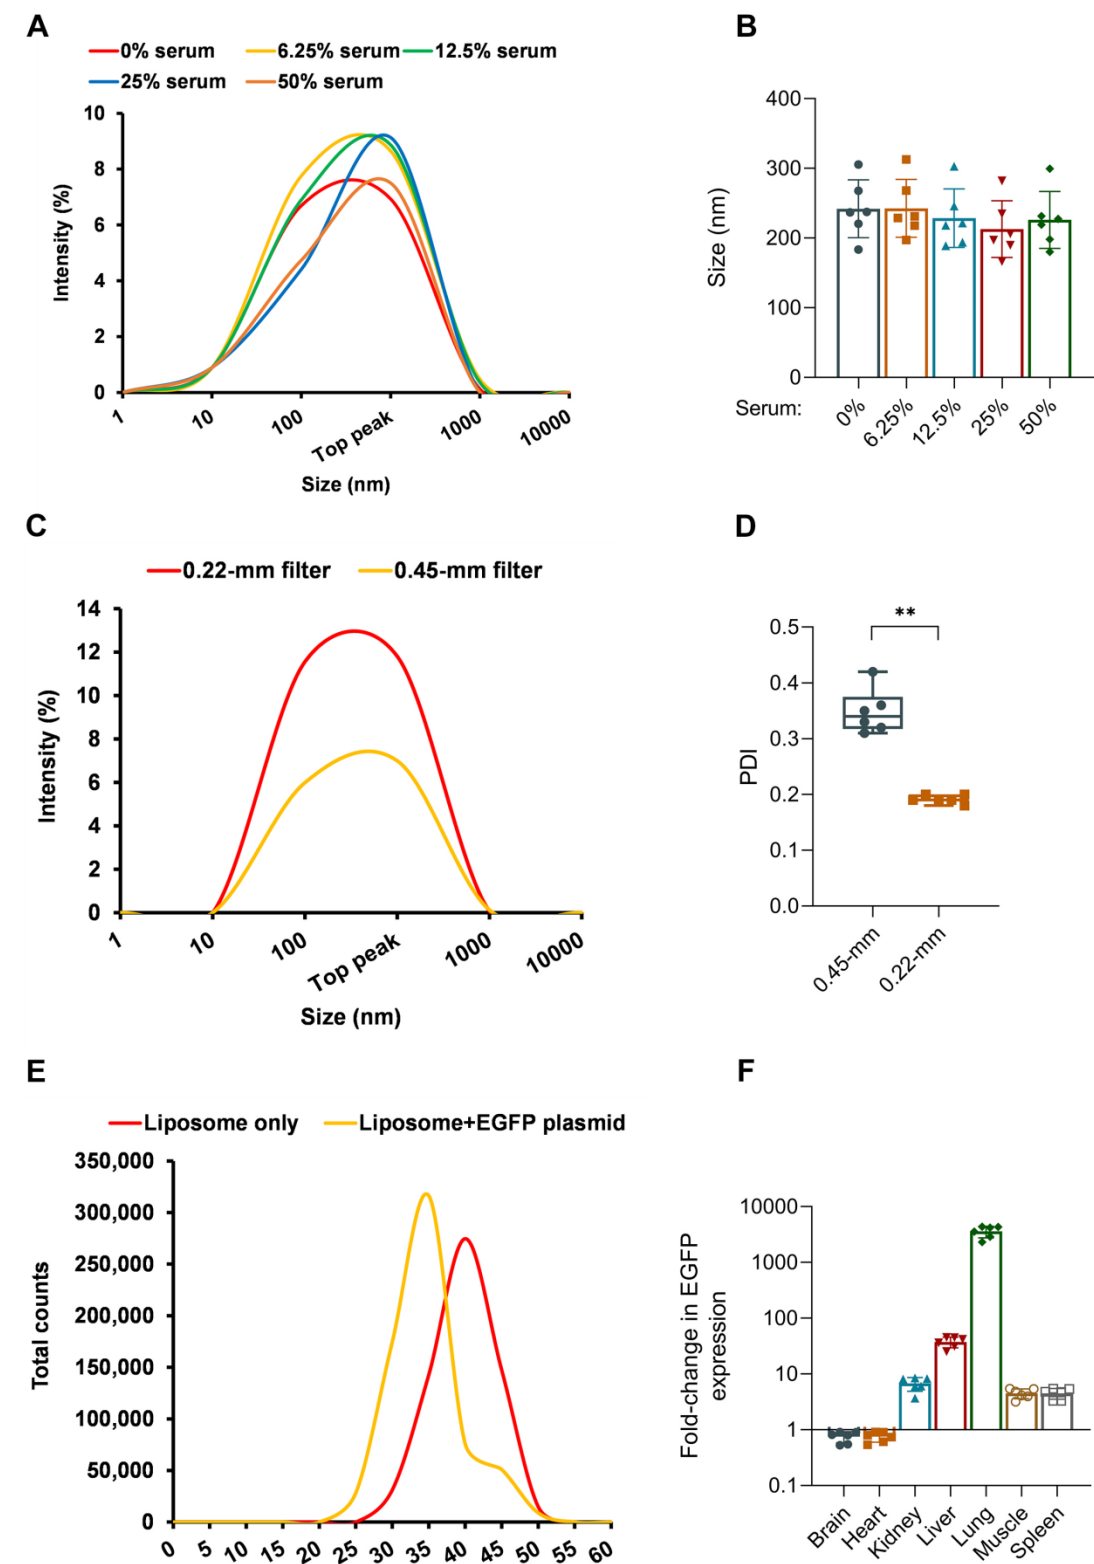 A
0% serum 6.25% serum 12.5% serum
25% serum 50% serum
10
8
6
4
2
0
Intensity (%)
1 10 100 Top peak 1000 10000
Size (nm)
B
400
300
200
100
0
Size (nm)
Serum: 0% 6.25% 12.5% 25% 50%
C
0.22-mm filter 0.45-mm filter
14
12
10
8
6
4
2
0
Intensity (%)
1 10 100 Top peak 1000 10000
Size (nm)
D
**
0.5
0.4
0.3
0.2
0.1
0.0
PDI
0.45-mm 0.22-mm
E
Liposome only Liposome+EGFP plasmid
350,000
300,000
250,000
200,000
150,000
100,000
50,000
0
Total counts
0 5 10 15 20 25 30 35 40 45 50 55 60
F
10000
1000
100
10
1
0.1
Fold-change in EGFP
expression
Brain Heart Kidney Liver Lung Muscle Spleen